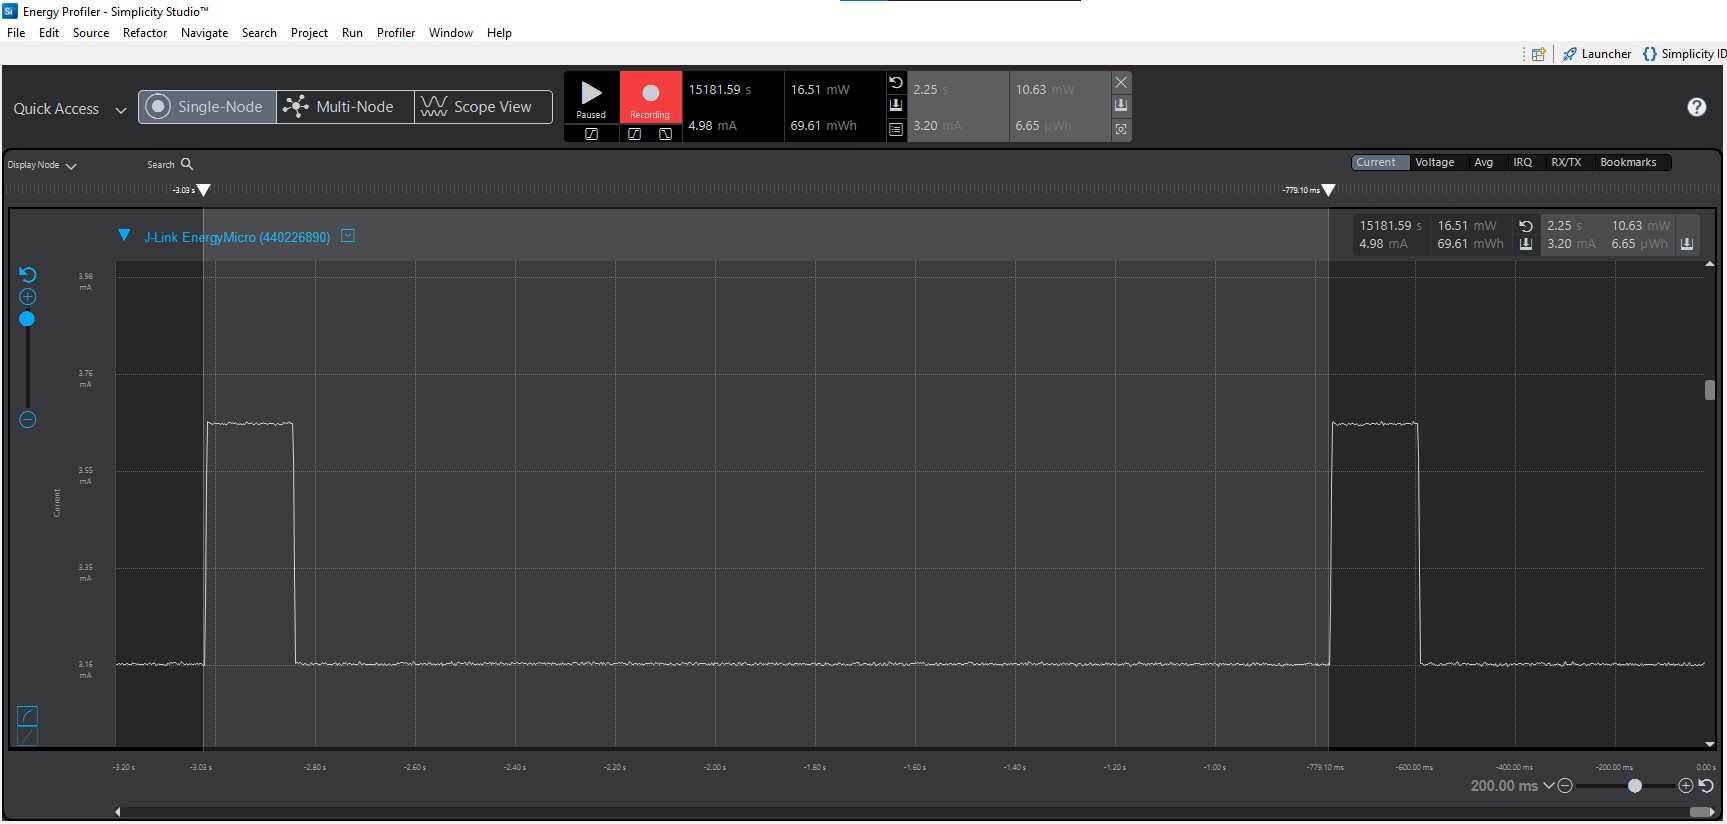 Energy Profiler - Simplicity Studio™
File Edit Source Refactor Navigate Search Project Run Profiler Window Help
Launcher Simplicity ID
Quick Access Single-Node Multi-Node Scope View
Paused Recording
15181.59 s 16.51 mW 2.25 s 10.63 mW
4.98 mA 69.61 mWh 3.20 mA 6.65 µWh
Display Node Search Current Voltage Avg IRQ RX/TX Bookmarks
-3.03 s -779.10 ms
J-Link EnergyMicro (440226890)
15181.59 s 16.51 mW 2.25 s 10.63 mW
4.98 mA 69.61 mWh 3.20 mA 6.65 µWh
3.98
mA
3.76
mA
3.55
mA
Current
3.35
mA
3.16
mA
-3.20 s -3.03 s -2.80 s -2.60 s -2.40 s -2.20 s -2.00 s -1.80 s -1.60 s -1.40 s -1.20 s -1.00 s -779.10 ms -600.00 ms -400.00 ms -200.00 ms 0.00 s
200.00 ms